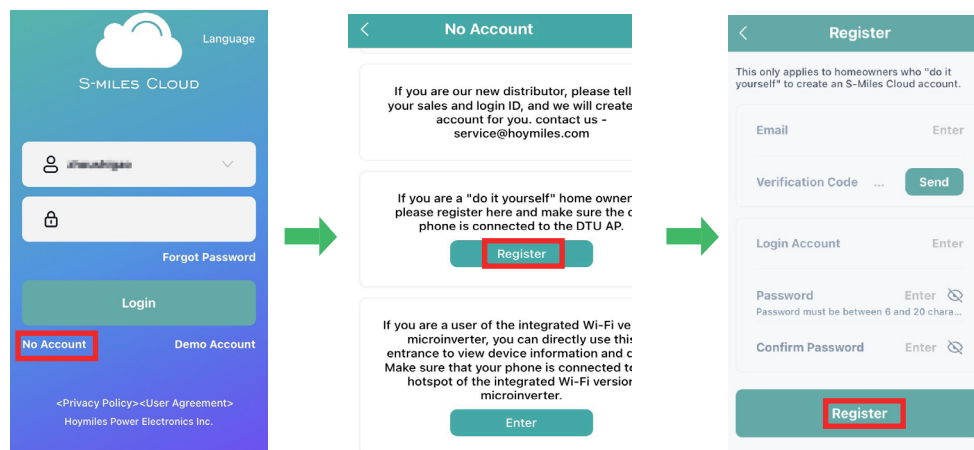 Language
S-MILES CLOUD
Forgot Password
Login
No Account
Demo Account
<Privacy Policy><User Agreement>
Hoymiles Power Electronics Inc.
No Account
If you are our new distributor, please tell
your sales and login ID, and we will create
account for you. contact us -
service@hoymiles.com
If you are a "do it yourself" home owner
please register here and make sure the
phone is connected to the DTU AP.
Register
If you are a user of the integrated Wi-Fi
microinverter, you can directly use this
entrance to view device information and
Make sure that your phone is connected
hotspot of the integrated Wi-Fi version
microinverter.
Enter
Register
This only applies to homeowners who "do it
yourself" to create an S-Miles Cloud account.
Email
Enter
Verification Code ...
Send
Login Account
Enter
Password
Enter
Password must be between 6 and 20 chara...
Confirm Password
Enter
Register